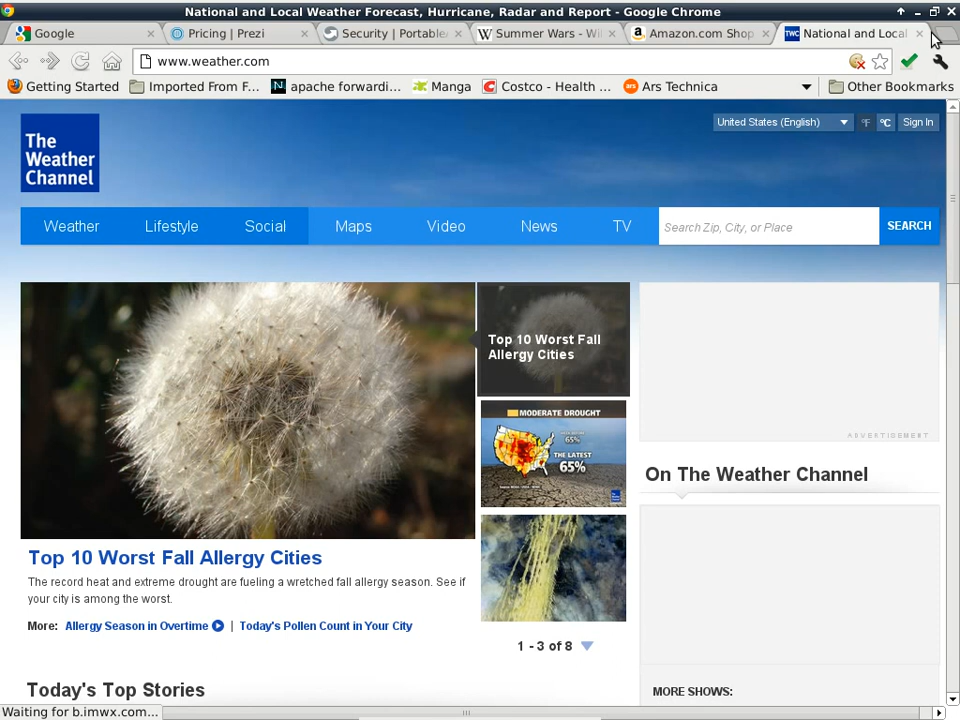 National and Local Weather Forecast, Hurricane, Radar and Report - Google Chrome
Google
Pricing | Prezi
Security | Portable
Summer Wars - Wi
Amazon.com Shop
TWC National and Local
www.weather.com
Getting Started
Imported From F...
apache forwardi...
Manga
Costco - Health ...
Ars Technica
Other Bookmarks
The Weather Channel
United States (English)
°F
°C
Sign In
Weather
Lifestyle
Social
Maps
Video
News
TV
Search Zip, City, or Place
SEARCH
Top 10 Worst Fall
Allergy Cities
MODERATE DROUGHT
65%
THE LATEST
65%
ADVERTISEMENT
On The Weather Channel
Top 10 Worst Fall Allergy Cities
The record heat and extreme drought are fueling a wretched fall allergy season. See if
your city is among the worst.
More: Allergy Season in Overtime | Today's Pollen Count in Your City
1 - 3 of 8
Today's Top Stories
MORE SHOWS:
Waiting for b.imwx.com...